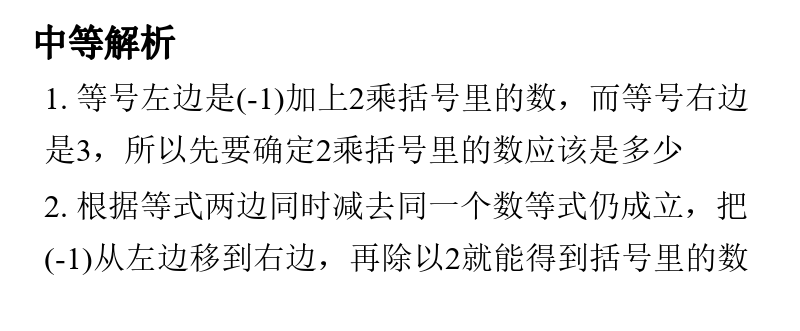 中等解析
1. 等号左边是(-1)加上2乘括号里的数，而等号右边
是3，所以先要确定2乘括号里的数应该是多少
2. 根据等式两边同时减去同一个数等式仍成立，把
(-1)从左边移到右边，再除以2就能得到括号里的数